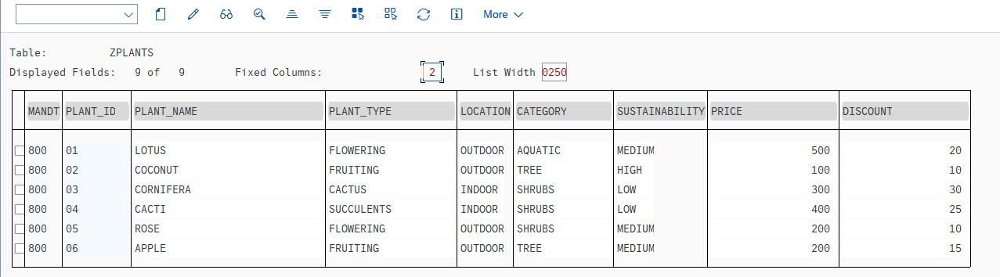 More
Table: ZPLANTS
Displayed Fields: 9 of 9 Fixed Columns: 2 List Width 0250
MANDT PLANT_ID PLANT_NAME PLANT_TYPE LOCATION CATEGORY SUSTAINABILITY PRICE DISCOUNT
800 01 LOTUS FLOWERING OUTDOOR AQUATIC MEDIUM 500 20
800 02 COCONUT FRUITING OUTDOOR TREE HIGH 100 10
800 03 CORNIFERA CACTUS INDOOR SHRUBS LOW 300 30
800 04 CACTI SUCCULENTS INDOOR SHRUBS LOW 400 25
800 05 ROSE FLOWERING OUTDOOR SHRUBS MEDIUM 200 10
800 06 APPLE FRUITING OUTDOOR TREE MEDIUM 200 15